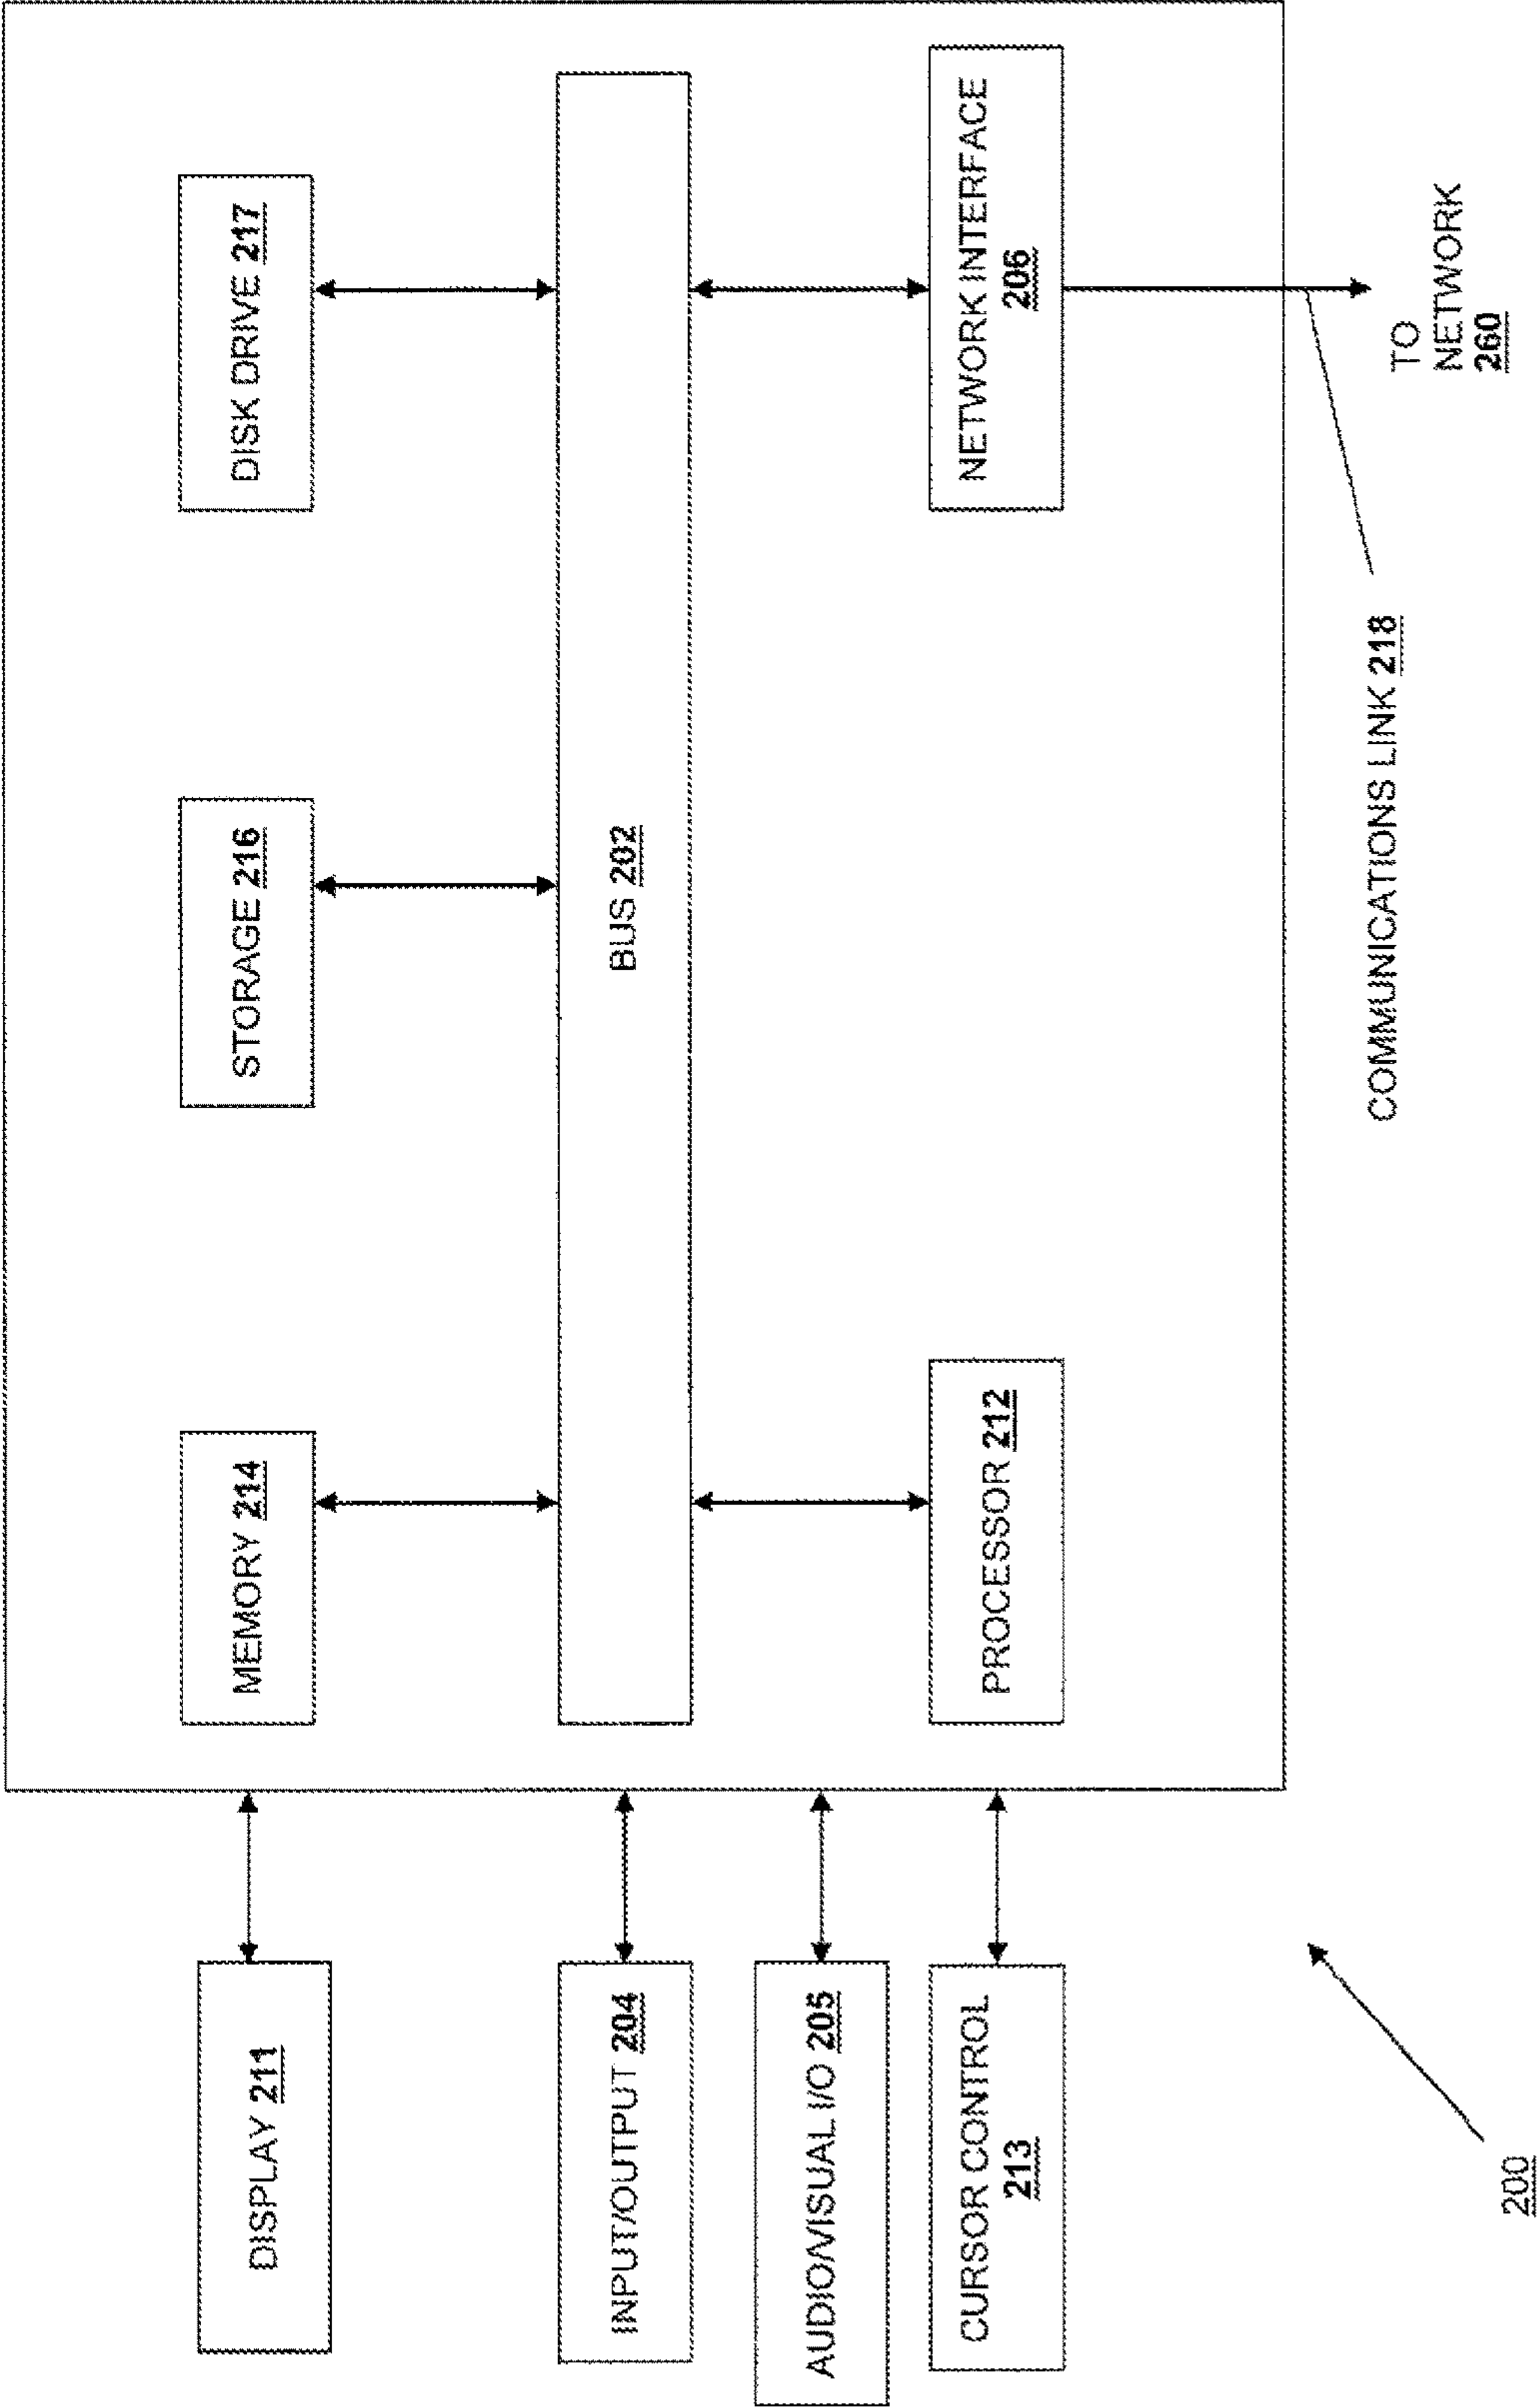 DISPLAY 211
MEMORY 214
STORAGE 216
DISK DRIVE 217
INPUT/OUTPUT 204
BUS 202
AUDIO/VISUAL I/O 205
CURSOR CONTROL
213
PROCESSOR 212
NETWORK INTERFACE
206
COMMUNICATIONS LINK 218
TO
NETWORK
260
200